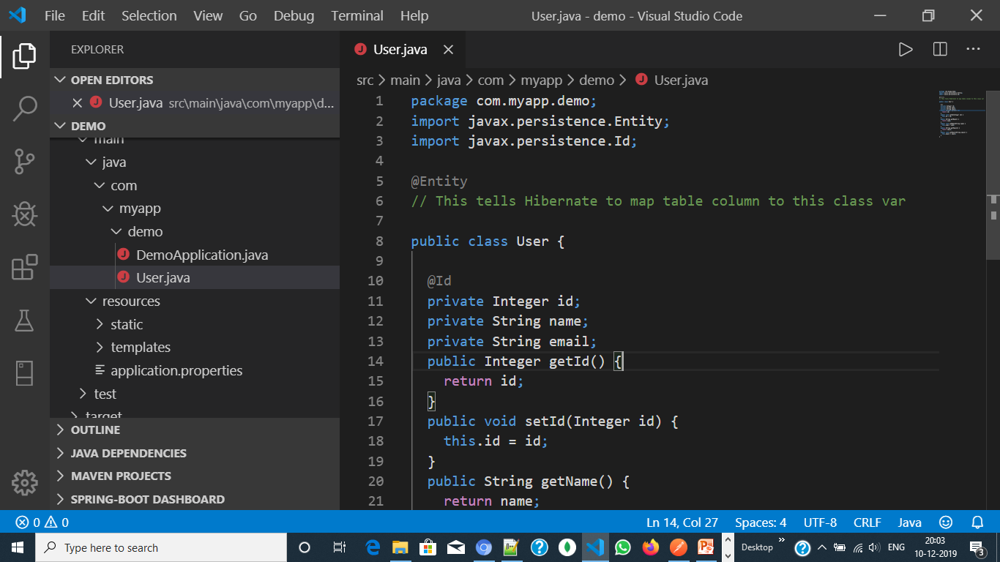 File Edit Selection View Go Debug Terminal Help
User.java - demo - Visual Studio Code
EXPLORER
OPEN EDITORS
User.java src\main\java\com\myapp\d...
DEMO
main
java
com
myapp
demo
DemoApplication.java
User.java
resources
static
templates
application.properties
test
target
OUTLINE
JAVA DEPENDENCIES
MAVEN PROJECTS
SPRING-BOOT DASHBOARD
User.java
src > main > java > com > myapp > demo > User.java
1 package com.myapp.demo;
2 import javax.persistence.Entity;
3 import javax.persistence.Id;
4
5 @Entity
6 // This tells Hibernate to map table column to this class var
7
8 public class User {
9
10 @Id
11 private Integer id;
12 private String name;
13 private String email;
14 public Integer getId() {
15 return id;
16 }
17 public void setId(Integer id) {
18 this.id = id;
19 }
20 public String getName() {
21 return name;
0 0
Ln 14, Col 27 Spaces: 4 UTF-8 CRLF Java
Type here to search
Desktop
ENG
20:03
10-12-2019
3